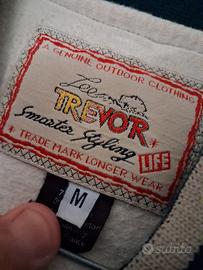 A GENUINE OUTDOOR CLOTHING
Lee
TREVOR
Smarter Styling
LIFE
★ TRADE MARK LONGER WEAR ★
M
subito